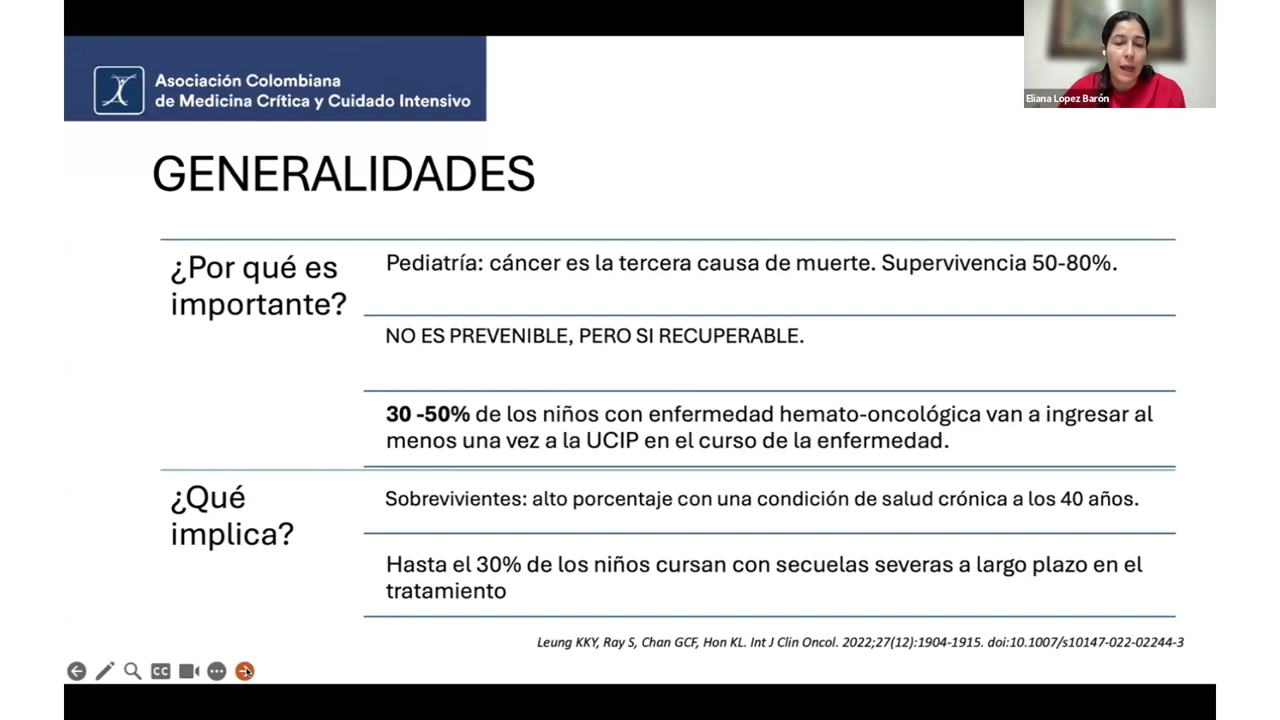 Asociación Colombiana
de Medicina Crítica y Cuidado Intensivo
Eliana Lopez Barón
GENERALIDADES
¿Por qué es
importante?
Pediatría: cáncer es la tercera causa de muerte. Supervivencia 50-80%.
NO ES PREVENIBLE, PERO SI RECUPERABLE.
30 -50% de los niños con enfermedad hemato-oncológica van a ingresar al
menos una vez a la UCIP en el curso de la enfermedad.
¿Qué
implica?
Sobrevivientes: alto porcentaje con una condición de salud crónica a los 40 años.
Hasta el 30% de los niños cursan con secuelas severas a largo plazo en el
tratamiento
Leung KKY, Ray S, Chan GCF, Hon KL. Int J Clin Oncol. 2022;27(12):1904-1915. doi:10.1007/s10147-022-02244-3
CC